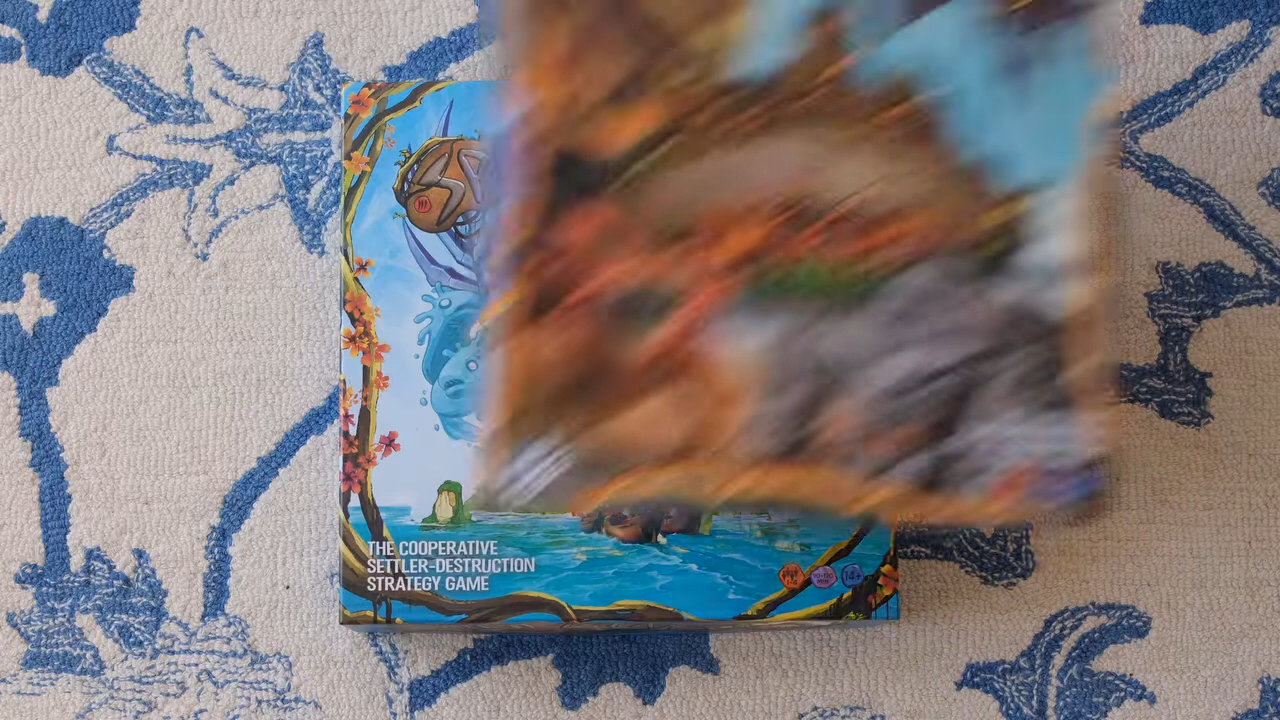 THE COOPERATIVE
SETTLER-DESTRUCTION
STRATEGY GAME
14+